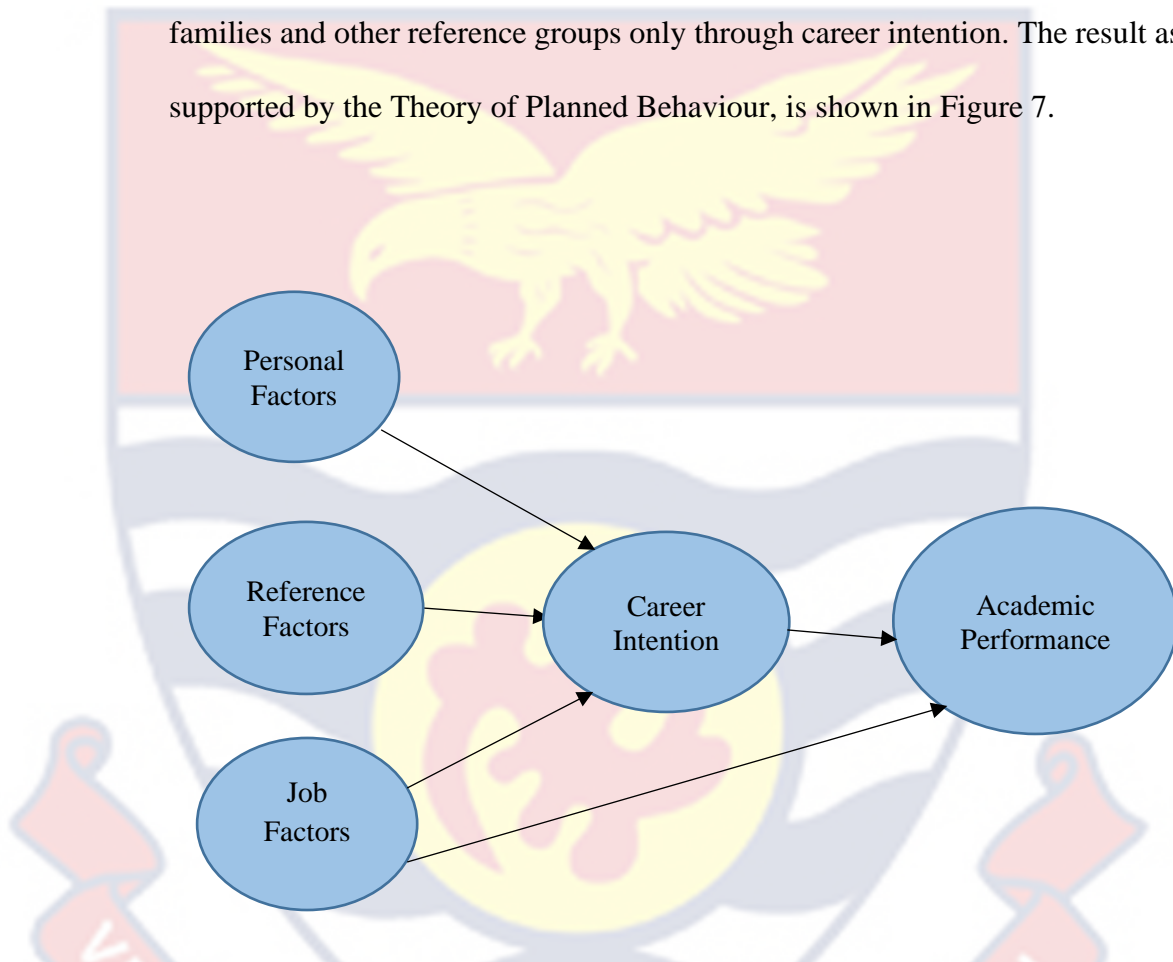 families and other reference groups only through career intention. The result as
supported by the Theory of Planned Behaviour, is shown in Figure 7.
Personal
Factors
Reference
Factors
Career
Intention
Academic
Performance
Job
Factors